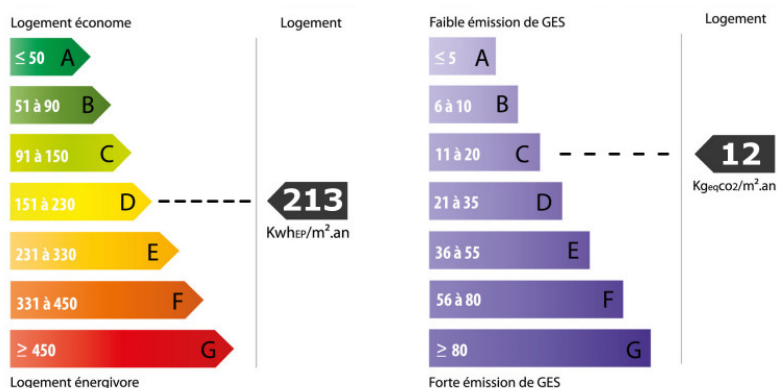 Logement économe
Logement
≤ 50 A
51 à 90 B
91 à 150 C
151 à 230 D
213
KwhEP/m².an
231 à 330 E
331 à 450 F
≥ 450 G
Logement énergivore
Faible émission de GES
Logement
≤ 5 A
6 à 10 B
11 à 20 C
12
Kgeqco2/m².an
21 à 35 D
36 à 55 E
56 à 80 F
≥ 80 G
Forte émission de GES